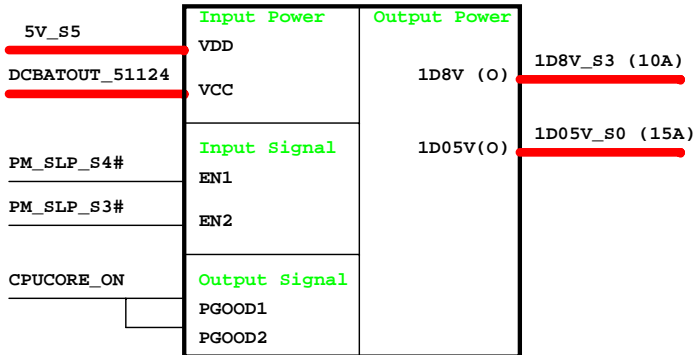 5V_S5
DCBATOUT_51124
PM_SLP_S4#
PM_SLP_S3#
CPUCORE_ON
Input Power
VDD
VCC
Input Signal
EN1
EN2
Output Signal
PGOOD1
PGOOD2
Output Power
1D8V (O)
1D05V(O)
1D8V_S3 (10A)
1D05V_S0 (15A)